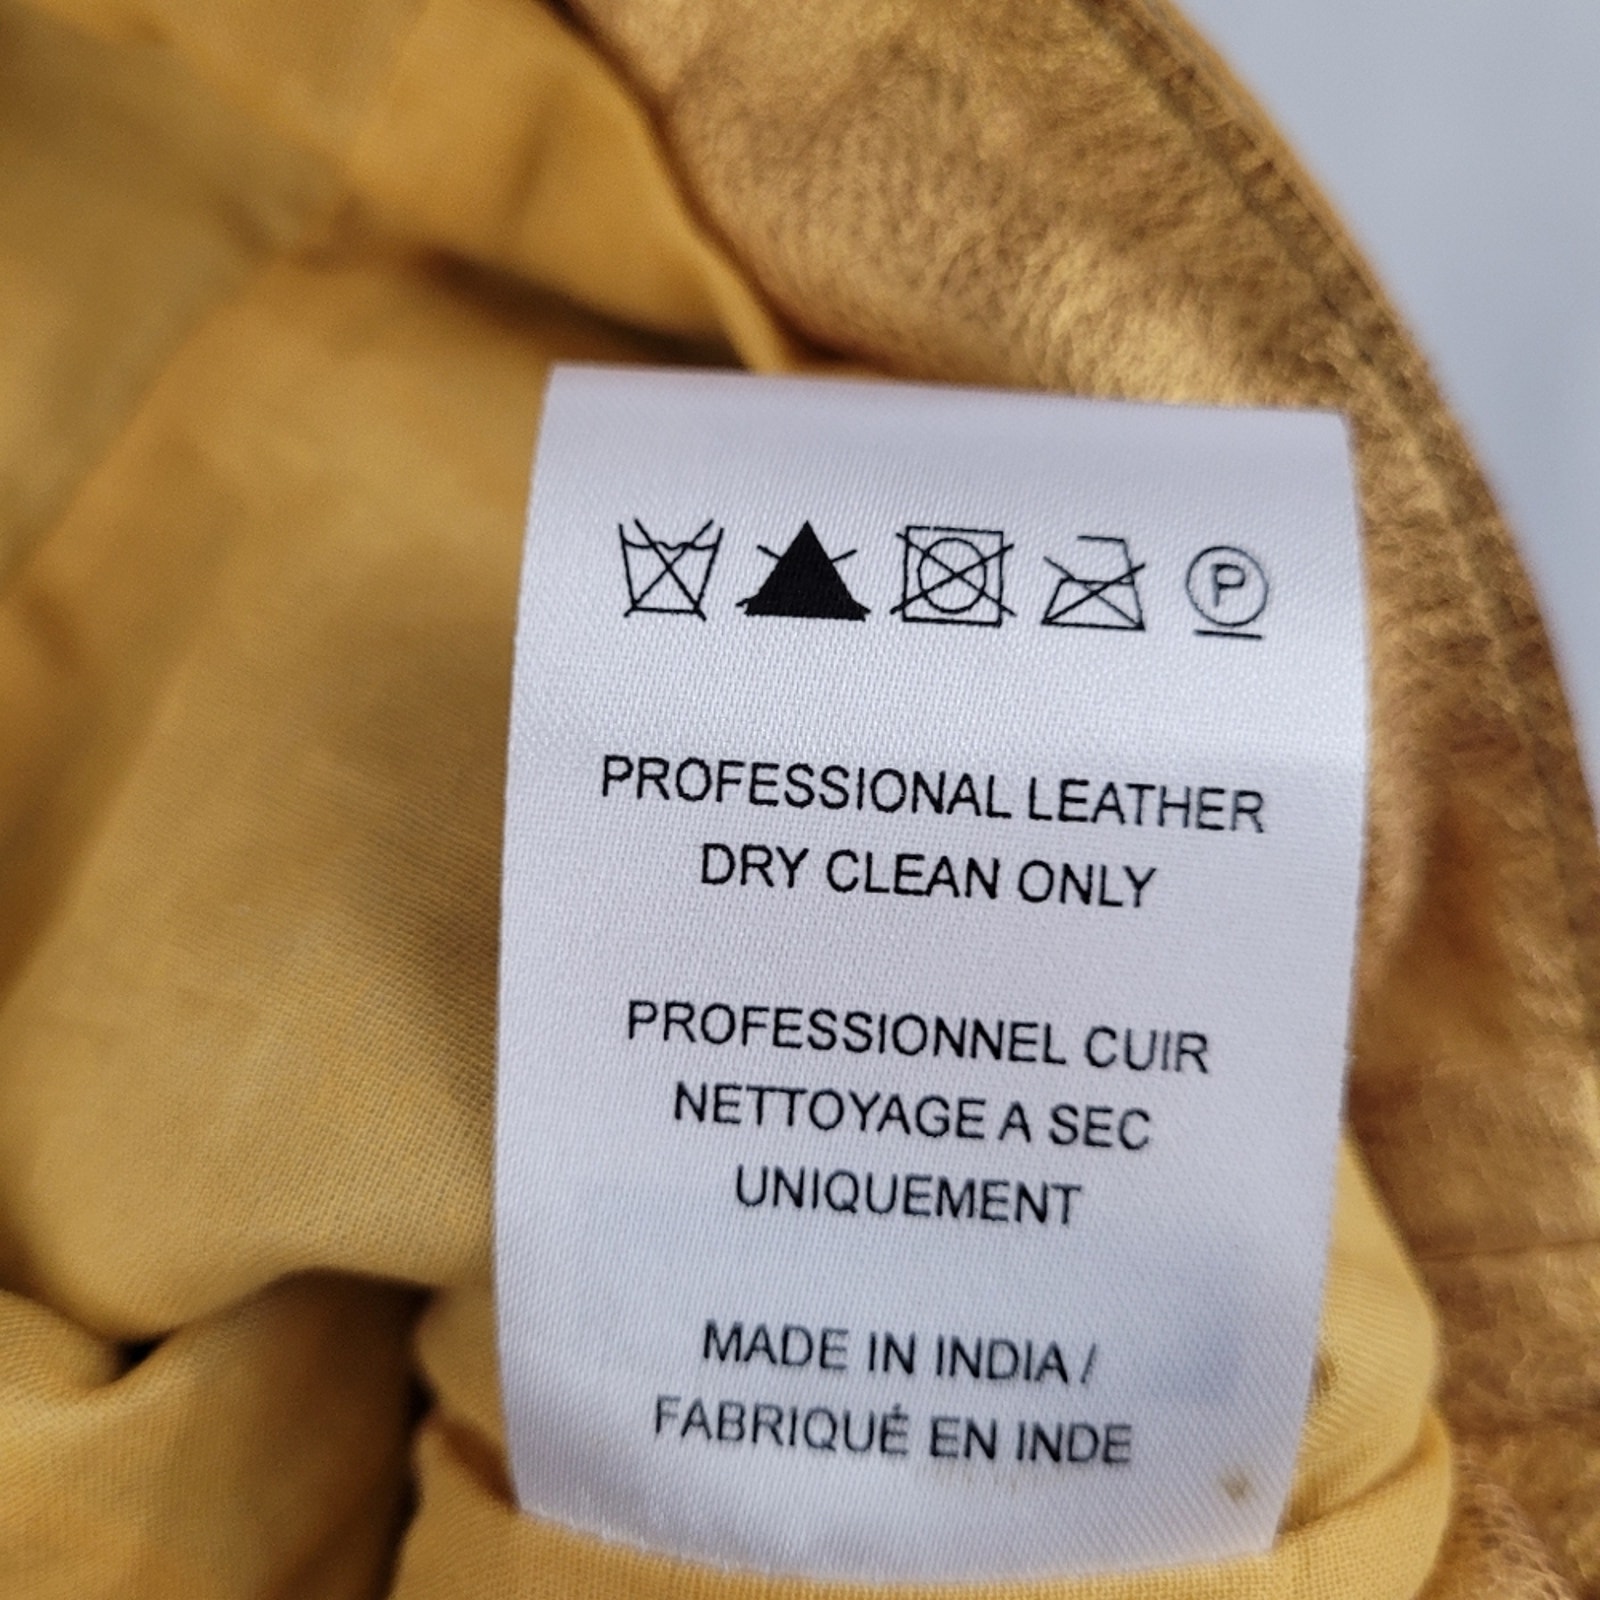 P
PROFESSIONAL LEATHER
DRY CLEAN ONLY
PROFESSIONNEL CUIR
NETTOYAGE A SEC
UNIQUEMENT
MADE IN INDIA /
FABRIQUÉ EN INDE